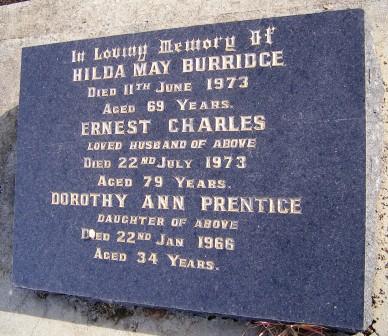 In Loving Memory of
HILDA MAY BURRIDGE
DIED 11TH JUNE 1973
AGED 69 YEARS.
ERNEST CHARLES
LOVED HUSBAND OF ABOVE
DIED 22ND JULY 1973
AGED 79 YEARS.
DOROTHY ANN PRENTICE
DAUGHTER OF ABOVE
DIED 22ND JAN 1966
AGED 34 YEARS.